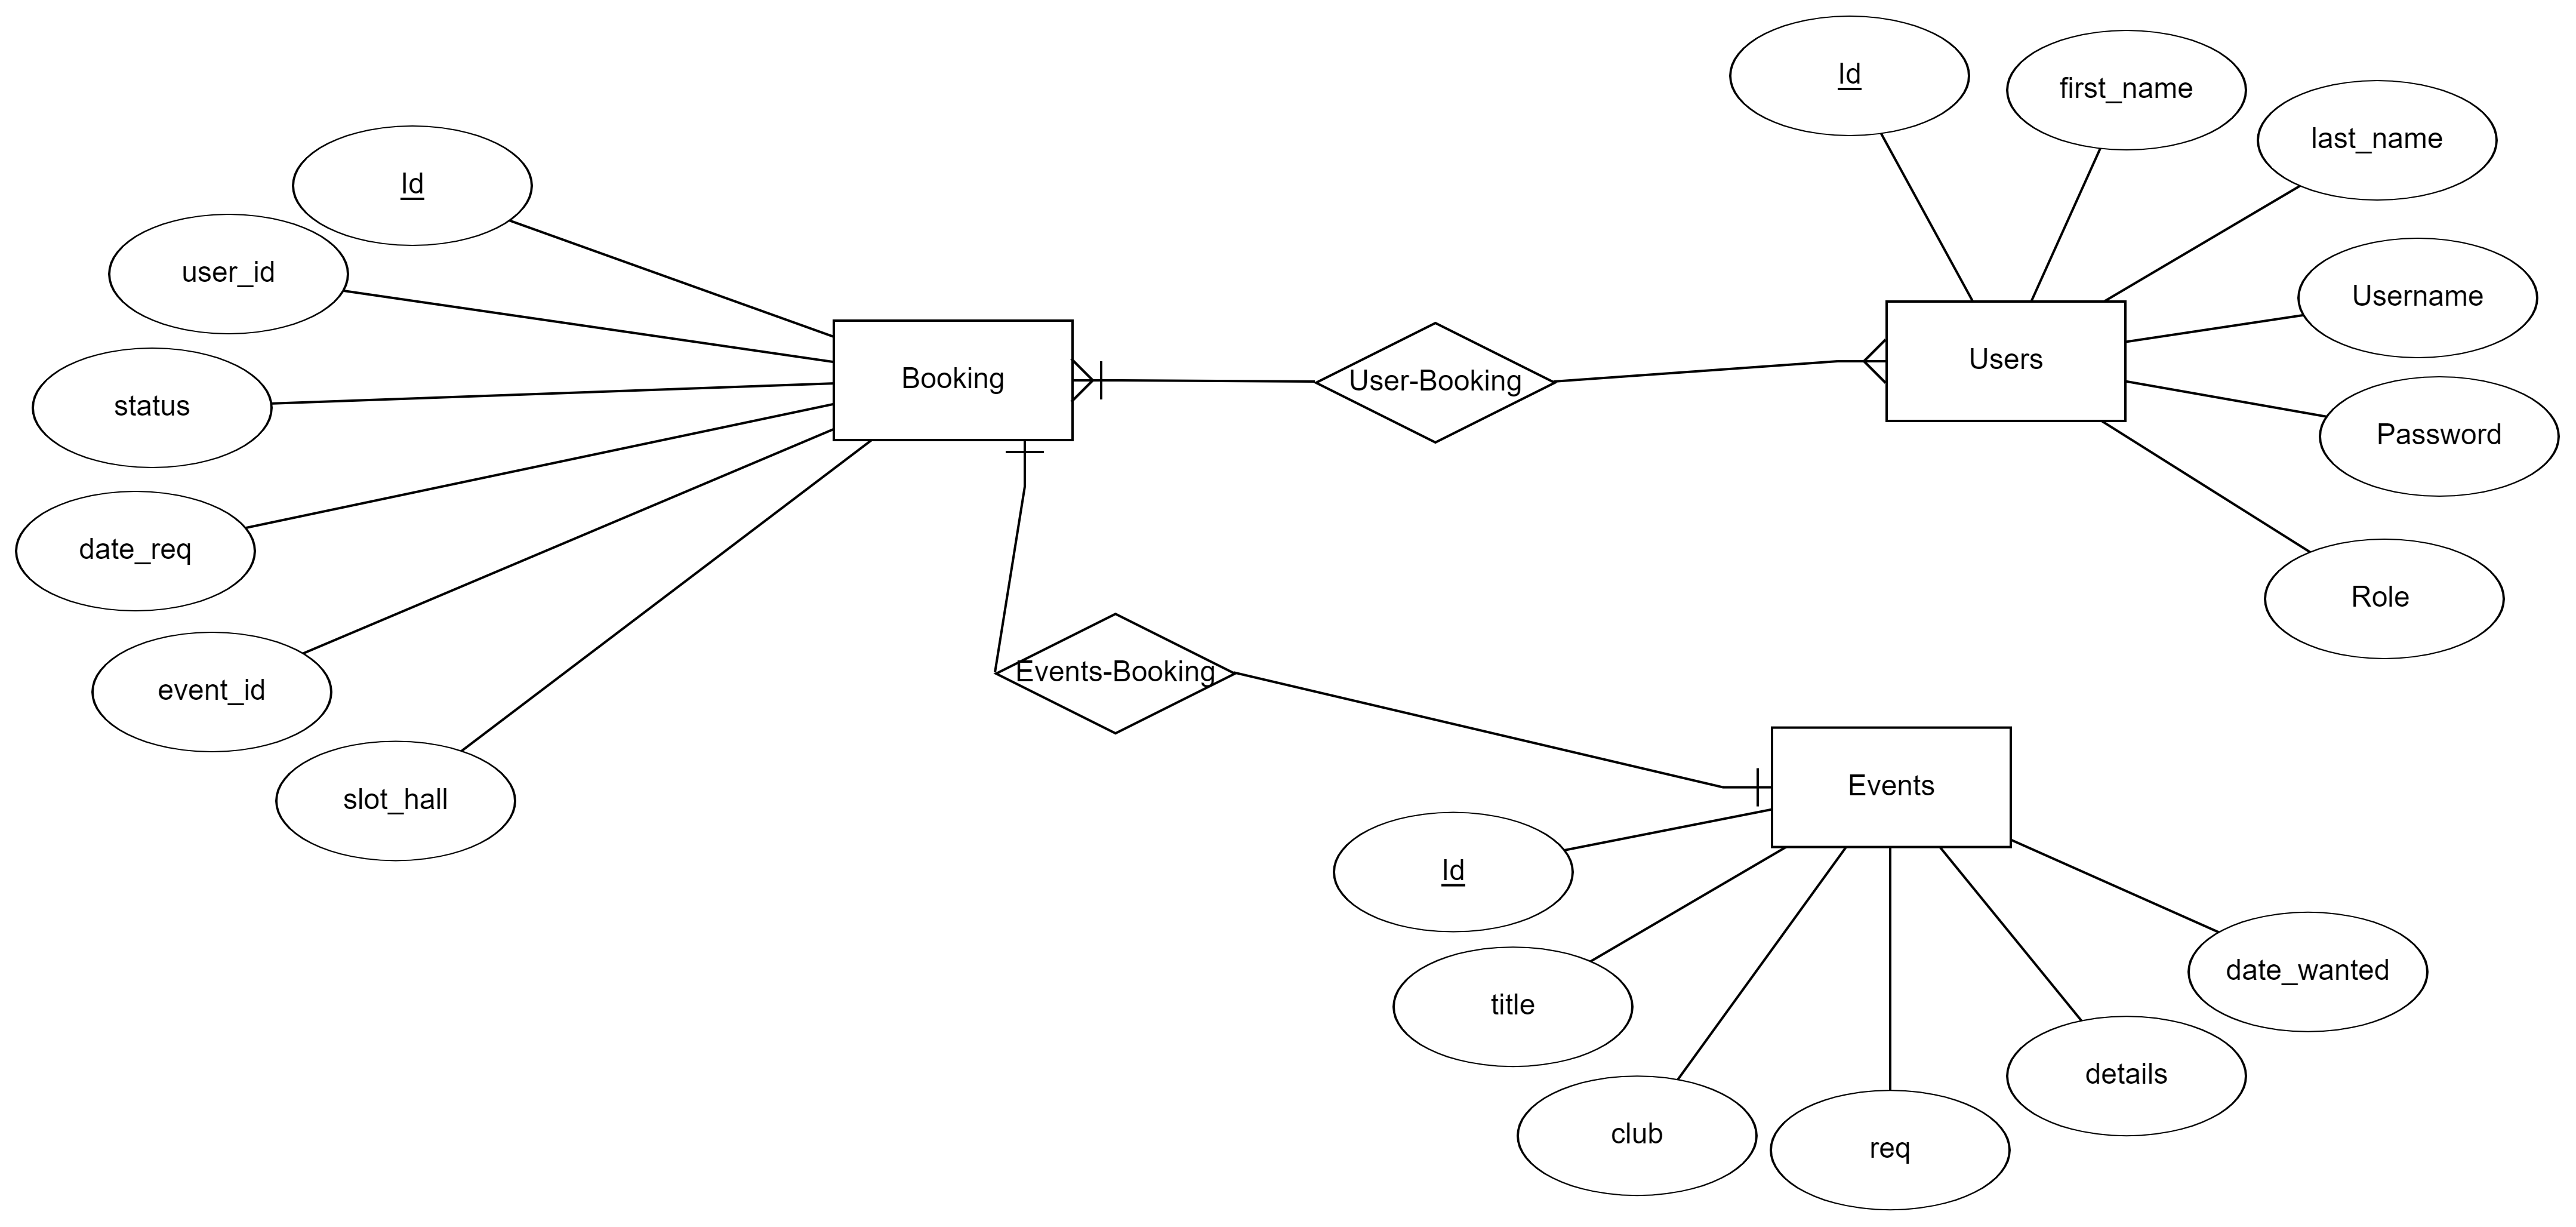 Id
first_name
last_name
Id
user_id
Username
Booking
User-Booking
Users
status
Password
date_req
Role
Events-Booking
event_id
Events
slot_hall
Id
date_wanted
title
details
club
req